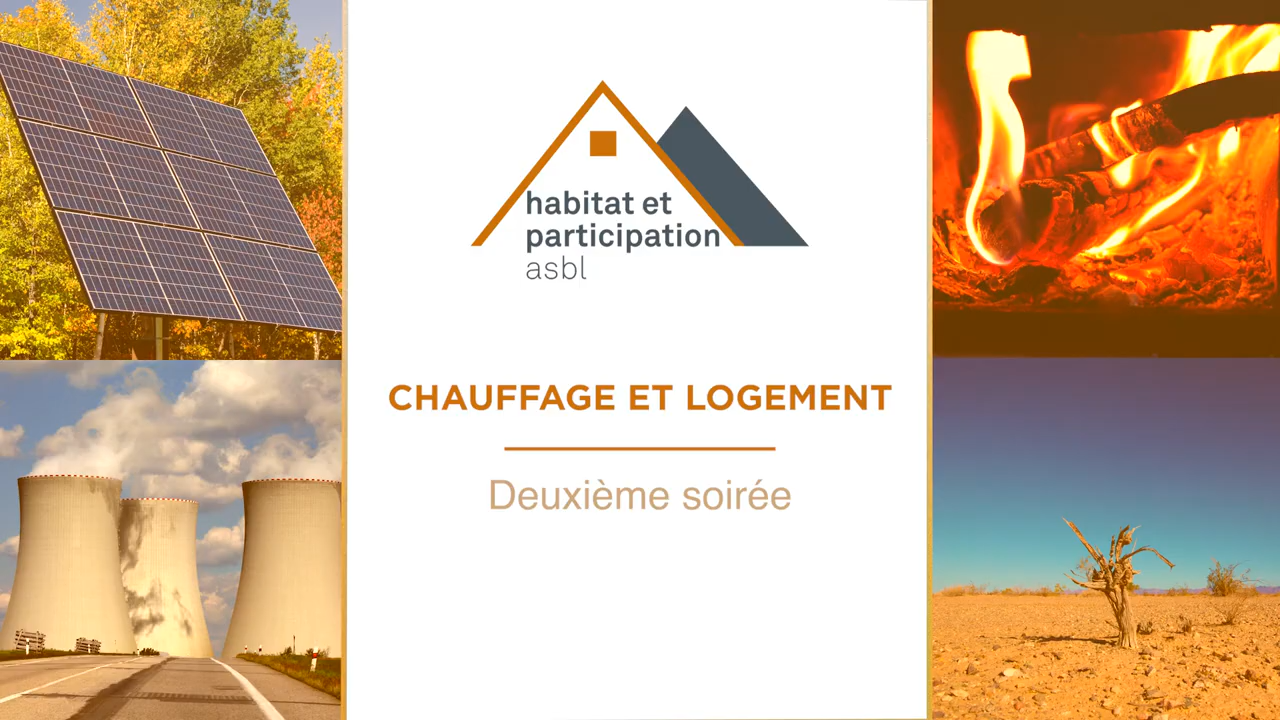 habitat et
participation
asbl
CHAUFFAGE ET LOGEMENT
Deuxième soirée